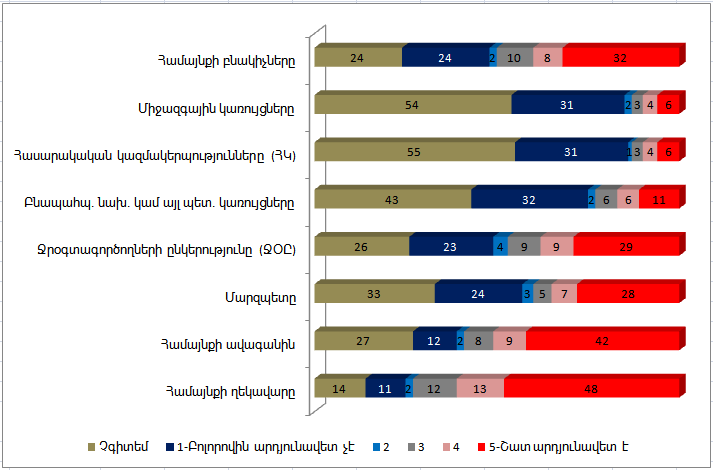 Համայնքի բնակիչները 24 24 2 10 8 32
Միջազգային կառույցները 54 31 2 3 4 6
Հասարակական կազմակերպությունները (ՀԿ) 55 31 1 3 4 6
Բնապահպ. նախ. կամ այլ պետ. կառույցները 43 32 2 6 6 11
Ջրօգտագործողների ընկերությունը (ՋՕԸ) 26 23 4 9 9 29
Մարզպետը 33 24 3 5 7 28
Համայնքի ավագանին 27 12 2 8 9 42
Համայնքի ղեկավարը 14 11 2 12 13 48
Չգիտեմ 1-Բոլորովին արդյունավետ չէ 2 3 4 5-Շատ արդյունավետ է